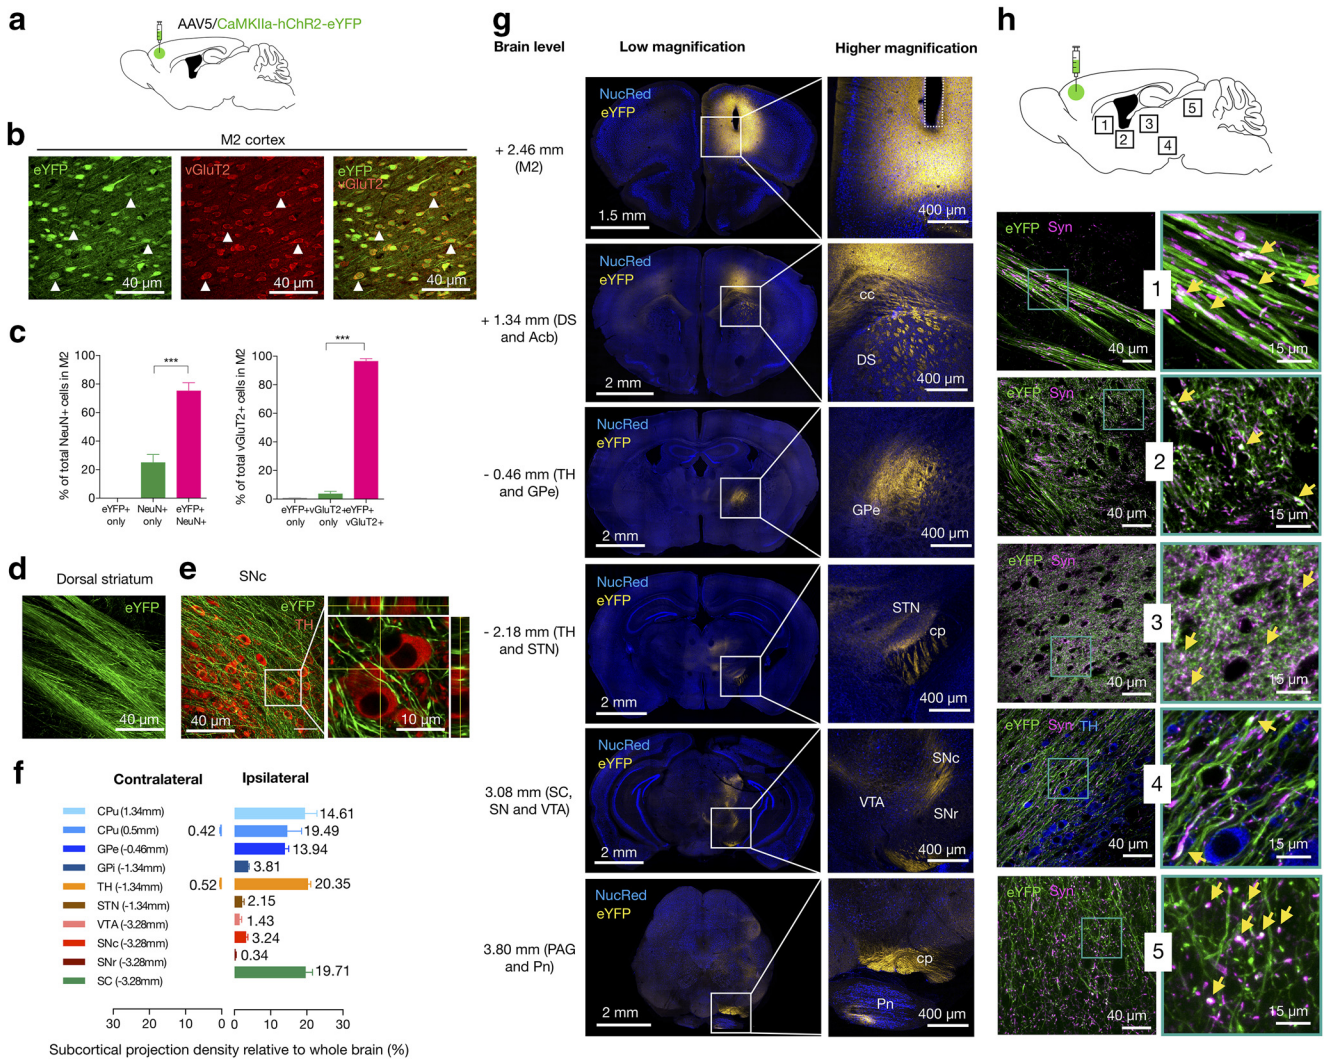 a
AAV5/CaMKIIa-hChR2-eYFP
b
M2 cortex
eYFP
40 µm
vGluT2
40 µm
eYFP
vGluT2
40 µm
c
% of total NeuN+ cells in M2
100
80
60
40
20
0
***
eYFP+ only
NeuN+ only
eYFP+ NeuN+
% of total vGluT2+ cells in M2
100
80
60
40
20
0
***
eYFP+ only
vGluT2+ only
eYFP+ vGluT2+
d
Dorsal striatum
eYFP
40 µm
e
SNc
eYFP
TH
40 µm
10 µm
f
Contralateral
Ipsilateral
CPu (1.34mm)
14.61
CPu (0.5mm)
0.42
19.49
GPe (-0.46mm)
13.94
GPi (-1.34mm)
3.81
TH (-1.34mm)
0.52
20.35
STN (-1.34mm)
2.15
VTA (-3.28mm)
1.43
SNc (-3.28mm)
3.24
SNr (-3.28mm)
0.34
SC (-3.28mm)
19.71
30 20 10 0
0 10 20 30
Subcortical projection density relative to whole brain (%)
g
Brain level
Low magnification
Higher magnification
+ 2.46 mm
(M2)
NucRed
eYFP
1.5 mm
400 µm
+ 1.34 mm (DS
and Acb)
NucRed
eYFP
2 mm
cc
DS
400 µm
- 0.46 mm (TH
and GPe)
NucRed
eYFP
2 mm
GPe
400 µm
- 2.18 mm (TH
and STN)
NucRed
eYFP
2 mm
STN
cp
400 µm
3.08 mm (SC,
SN and VTA)
NucRed
eYFP
2 mm
SNc
VTA
SNr
400 µm
3.80 mm (PAG
and Pn)
NucRed
eYFP
2 mm
cp
Pn
400 µm
h
1
2
3
4
5
eYFP Syn
40 µm
1
15 µm
eYFP Syn
40 µm
2
15 µm
eYFP Syn
40 µm
3
15 µm
eYFP Syn TH
40 µm
4
15 µm
eYFP Syn
40 µm
5
15 µm